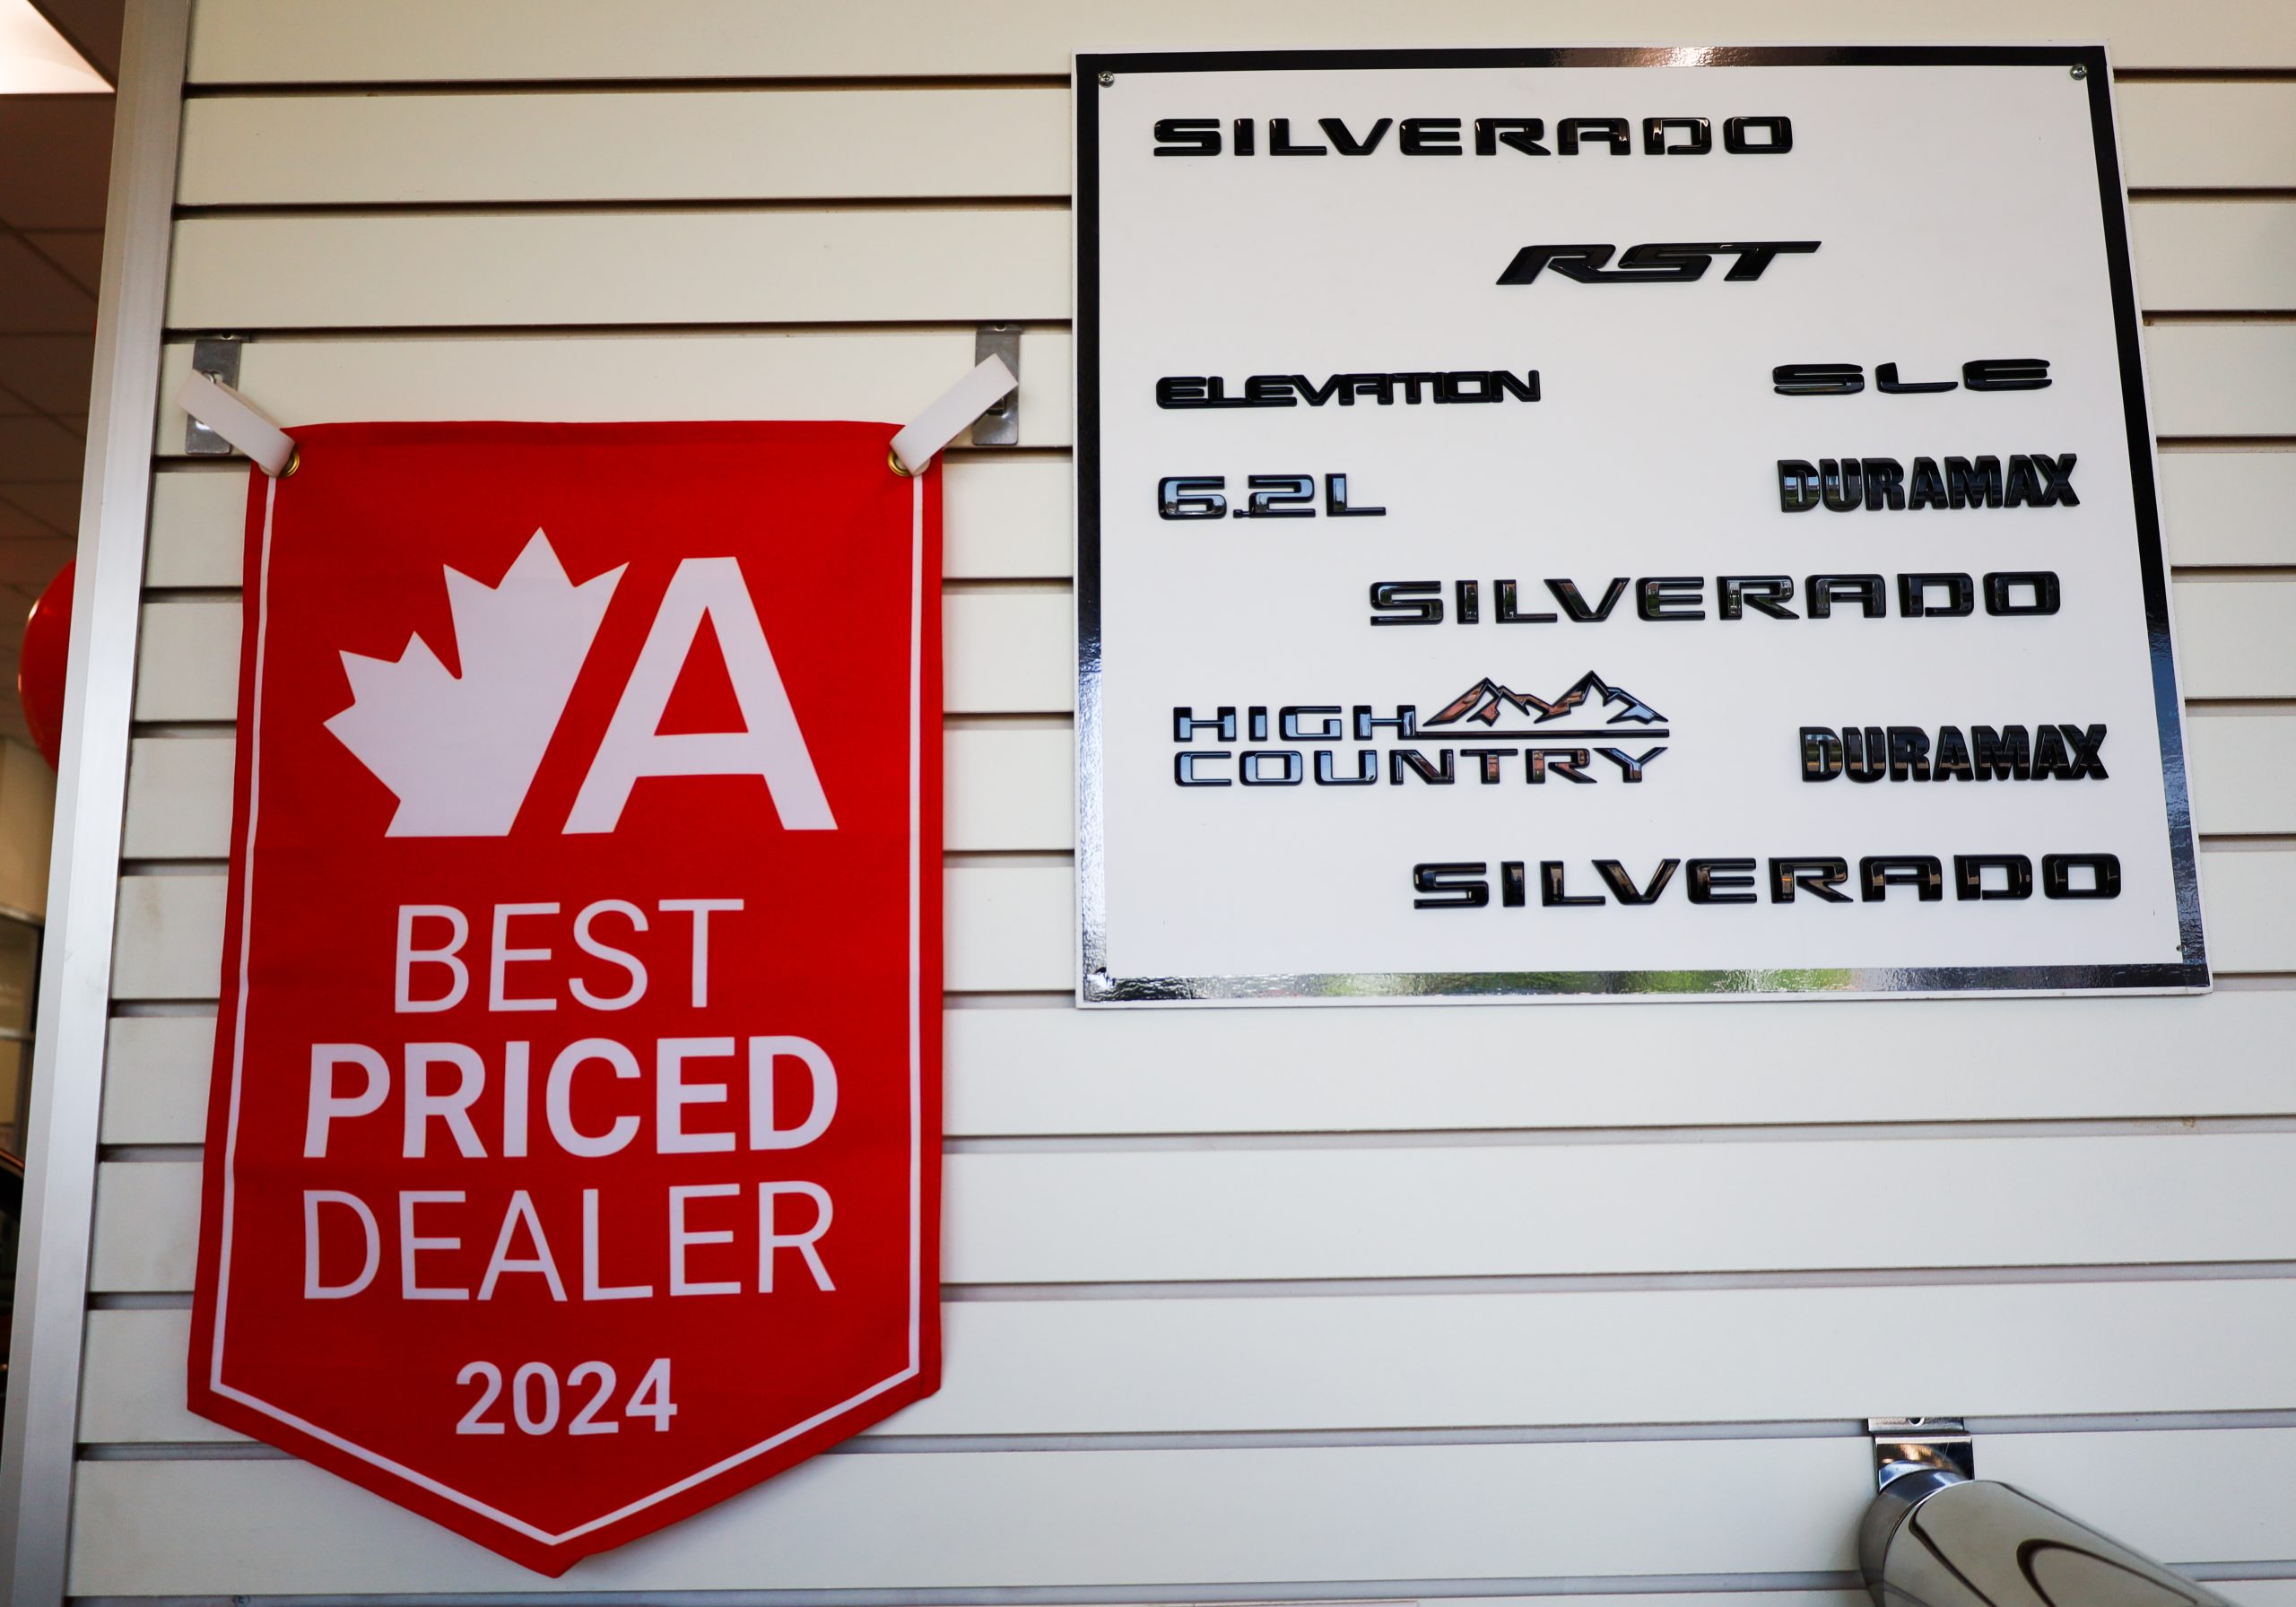 A
BEST
PRICED
DEALER
2024
SILVERADO
RST
ELEVATION
SLE
6.2L
DURAMAX
SILVERADO
HIGH
COUNTRY
DURAMAX
SILVERADO